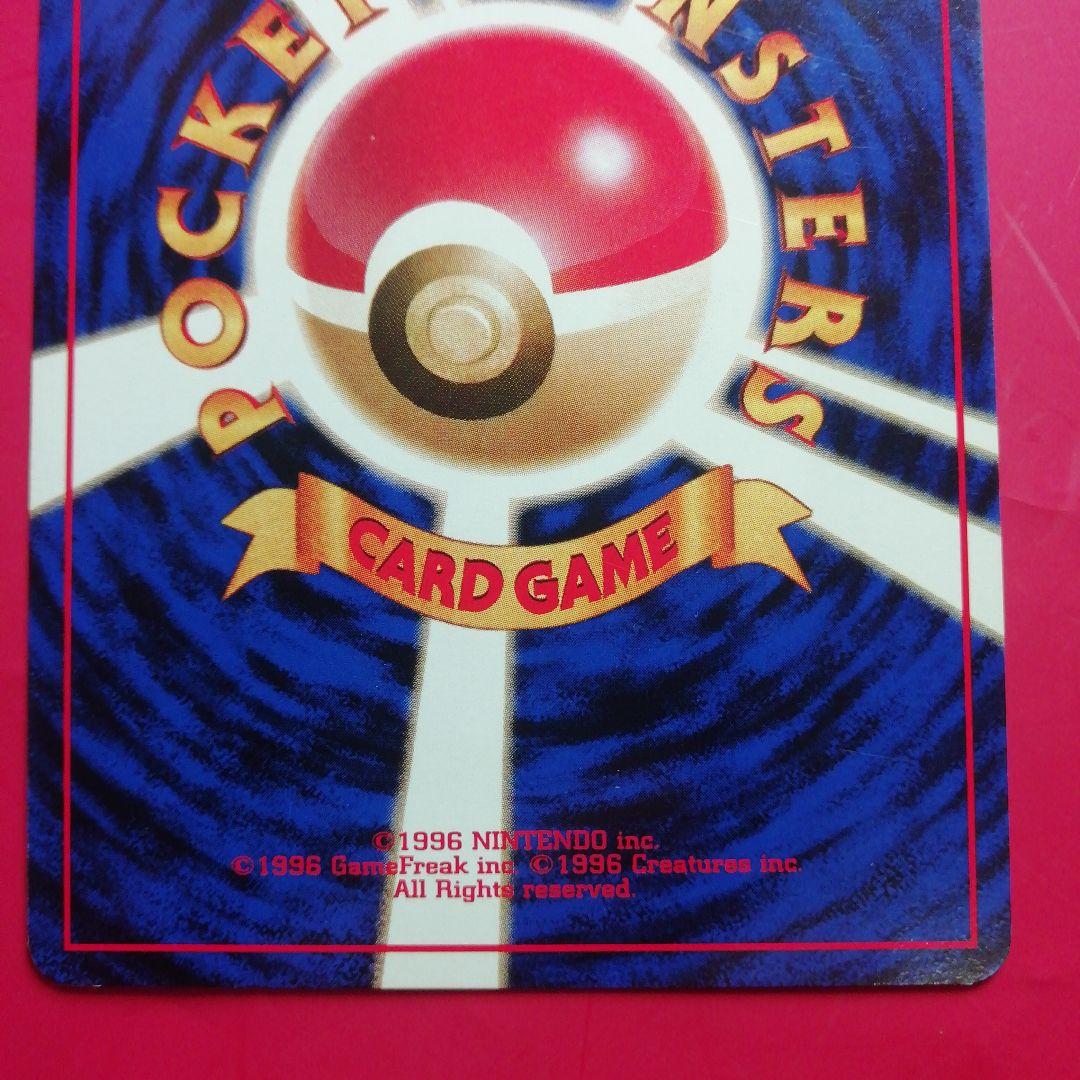 POCKET MONSTERS
CARD GAME
©1996 NINTENDO inc.
©1996 GameFreak inc. ©1996 Creatures inc.
All Rights reserved.